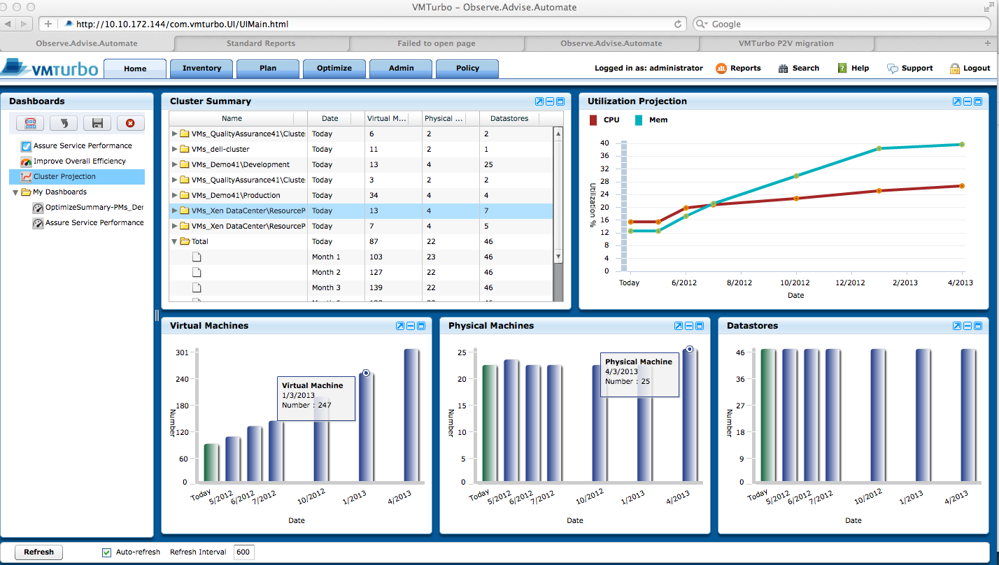 VMTurbo – Observe.Advise.Automate
http://10.10.172.144/com.vmturbo.UI/UIMain.html
Google
Observe.Advise.Automate
Standard Reports
Failed to open page
Observe.Advise.Automate
VMTurbo P2V migration
VMTURBO
Home
Inventory
Plan
Optimize
Admin
Policy
Logged in as: administrator
Reports
Search
Help
Support
Logout
Dashboards
Assure Service Performance
Improve Overall Efficiency
Cluster Projection
My Dashboards
OptimizeSummary-PMs_Der
Assure Service Performance
Cluster Summary
Name Date Virtual M... Physical ... Datastores
VMs_QualityAssurance41\Cluster Today 6 2 2
VMs_dell-cluster Today 11 2 1
VMs_Demo41\Development Today 13 4 25
VMs_QualityAssurance41\Cluster Today 3 2 2
VMs_Demo41\Production Today 34 4 4
VMs_Xen DataCenter\ResourceP Today 13 4 7
VMs_Xen DataCenter\ResourceP Today 7 4 5
Total Today 87 22 46
Month 1 103 23 46
Month 2 127 22 46
Month 3 139 22 46
Utilization Projection
CPU Mem
40
36
32
28
24
20
16
12
8
4
0
Utilization %
Today 6/2012 8/2012 10/2012 12/2012 2/2013 4/2013
Date
Virtual Machines
301
240
180
120
60
0
Number
Virtual Machine
1/3/2013
Number : 247
Today 5/2012 6/2012 7/2012 10/2012 1/2013 4/2013
Date
Physical Machines
25
20
15
10
5
0
Number
Physical Machine
4/3/2013
Number : 25
Today 5/2012 6/2012 7/2012 10/2012 1/2013 4/2013
Date
Datastores
46
36
27
18
9
0
Number
Today 5/2012 6/2012 7/2012 10/2012 1/2013 4/2013
Date
Refresh
Auto-refresh
Refresh Interval
600